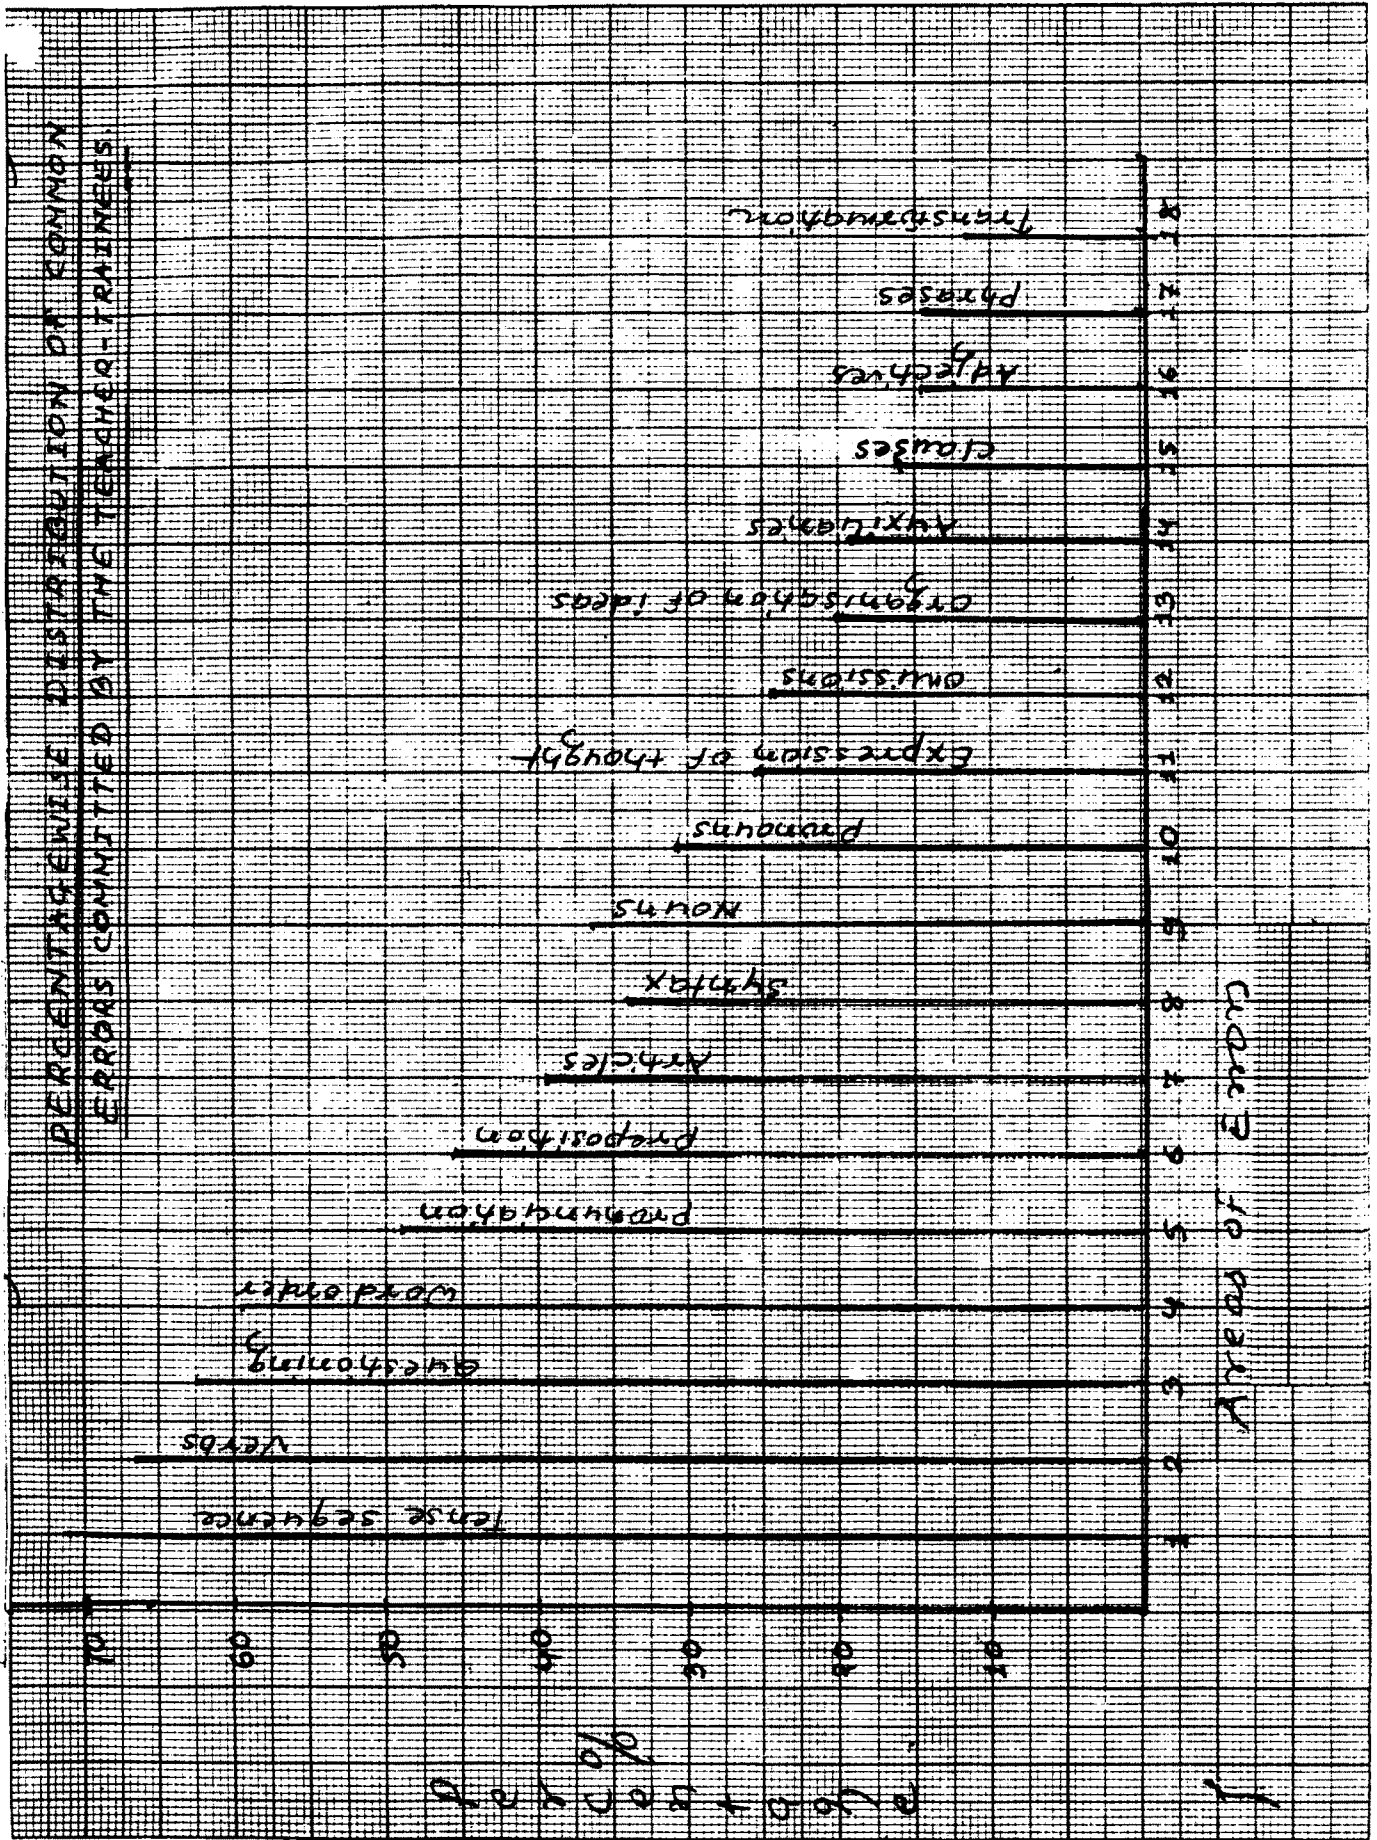 PERCENTAGEWISE DISTRIBUTION OF COMMON
ERRORS COMMITTED BY THE TEACHER-TRAINEES.
Percentage
%
70
60
50
40
30
20
10
Tense sequence
Verbs
Questioning
Word order
Pronunciation
Preposition
Articles
Syntax
Nouns
Pronouns
Expression of thought
Omissions
Organisation of ideas
Auxiliaries
Clauses
Adjectives
Phrases
Transformation
1 2 3 4 5 6 7 8 9 10 11 12 13 14 15 16 17 18
Areas of Error